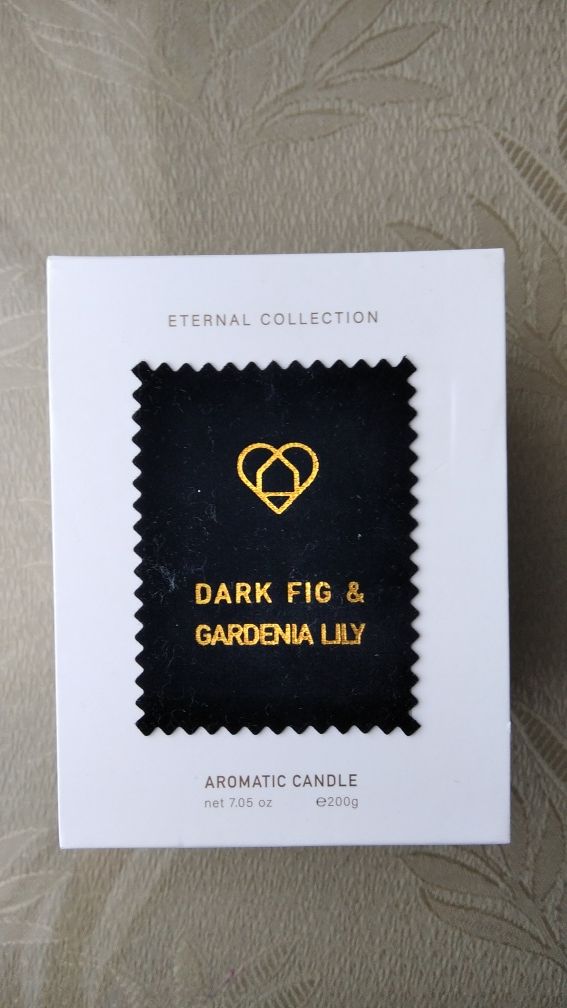 ETERNAL COLLECTION
DARK FIG &
GARDENIA LILY
AROMATIC CANDLE
net 7.05 oz ℮200g